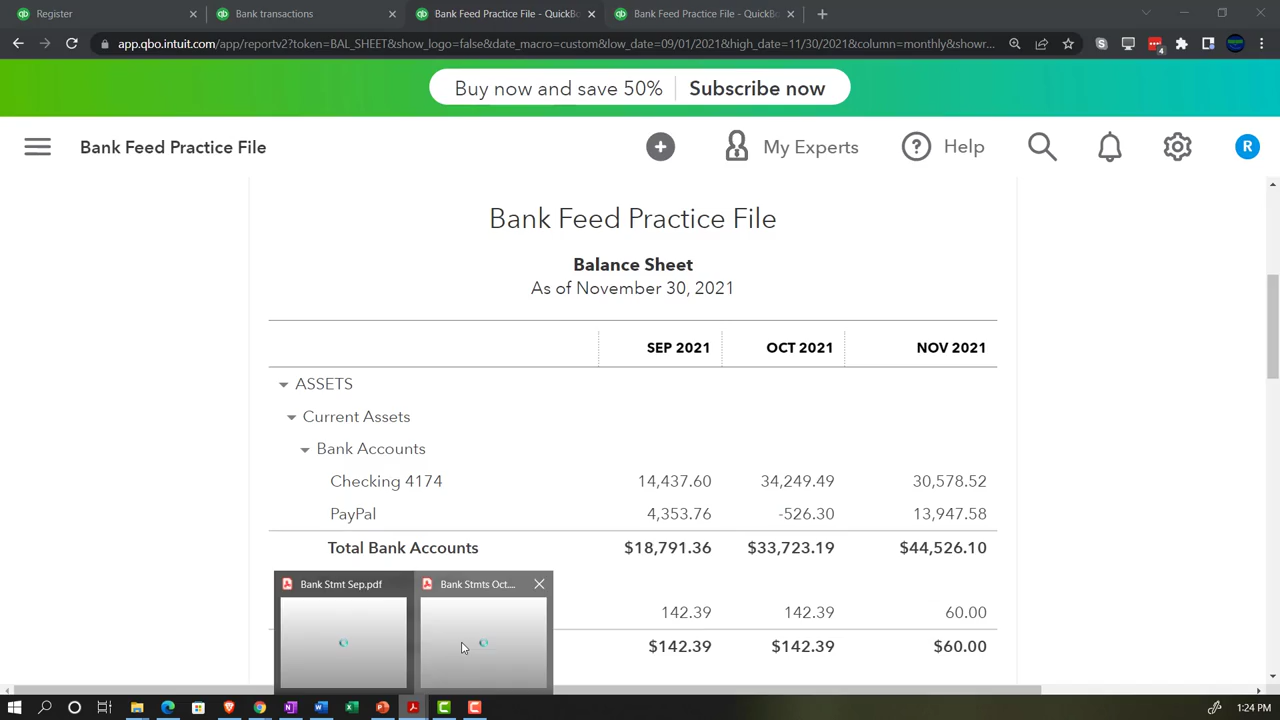 Register
Bank transactions
Bank Feed Practice File - QuickBo
Bank Feed Practice File - QuickBo
app.qbo.intuit.com/app/reportv2?token=BAL_SHEET&show_logo=false&date_macro=custom&low_date=09/01/2021&high_date=11/30/2021&column=monthly&showr...
4
Buy now and save 50% Subscribe now
Bank Feed Practice File
My Experts
Help
R
Bank Feed Practice File
Balance Sheet
As of November 30, 2021
SEP 2021 OCT 2021 NOV 2021
ASSETS
Current Assets
Bank Accounts
Checking 4174 14,437.60 34,249.49 30,578.52
PayPal 4,353.76 -526.30 13,947.58
Total Bank Accounts $18,791.36 $33,723.19 $44,526.10
Bank Stmt Sep.pdf
Bank Stmts Oct....
142.39 142.39 60.00
$142.39 $142.39 $60.00
1:24 PM